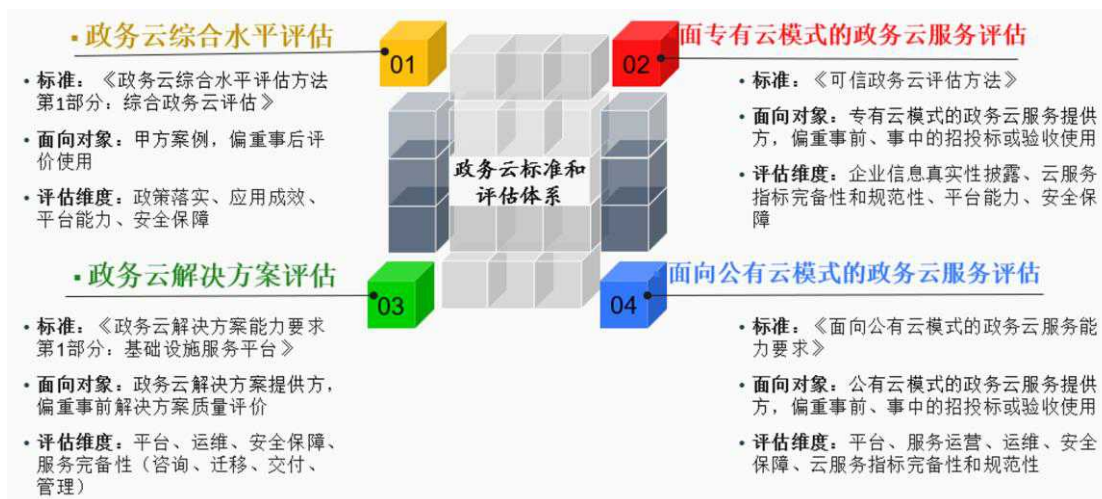 ▪政务云综合水平评估
01
• 标准：《政务云综合水平评估方法
第1部分：综合政务云评估》
• 面向对象：甲方案例，偏重事后评
价使用
• 评估维度：政策落实、应用成效、
平台能力、安全保障
02
面专有云模式的政务云服务评估
• 标准：《可信政务云评估方法》
• 面向对象：专有云模式的政务云服务提供
方，偏重事前、事中的招投标或验收使用
• 评估维度：企业信息真实性披露、云服务
指标完备性和规范性、平台能力、安全保
障
政务云标准和
评估体系
▪政务云解决方案评估
03
• 标准：《政务云解决方案能力要求
第1部分：基础设施服务平台》
• 面向对象：政务云解决方案提供方，
偏重事前解决方案质量评价
• 评估维度：平台、运维、安全保障、
服务完备性（咨询、迁移、交付、
管理）
04
面向公有云模式的政务云服务评估
• 标准：《面向公有云模式的政务云服务能
力要求》
• 面向对象：公有云模式的政务云服务提供
方，偏重事前、事中的招投标或验收使用
• 评估维度：平台、服务运营、运维、安全
保障、云服务指标完备性和规范性